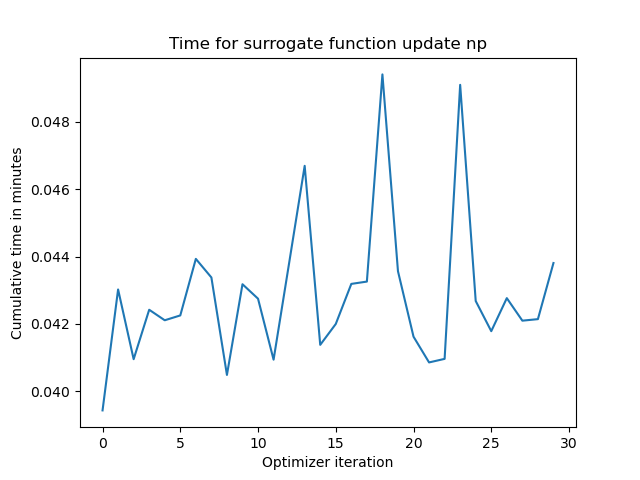 Time for surrogate function update np
0.048
0.046
0.044
0.042
0.040
Cumulative time in minutes
0 5 10 15 20 25 30
Optimizer iteration